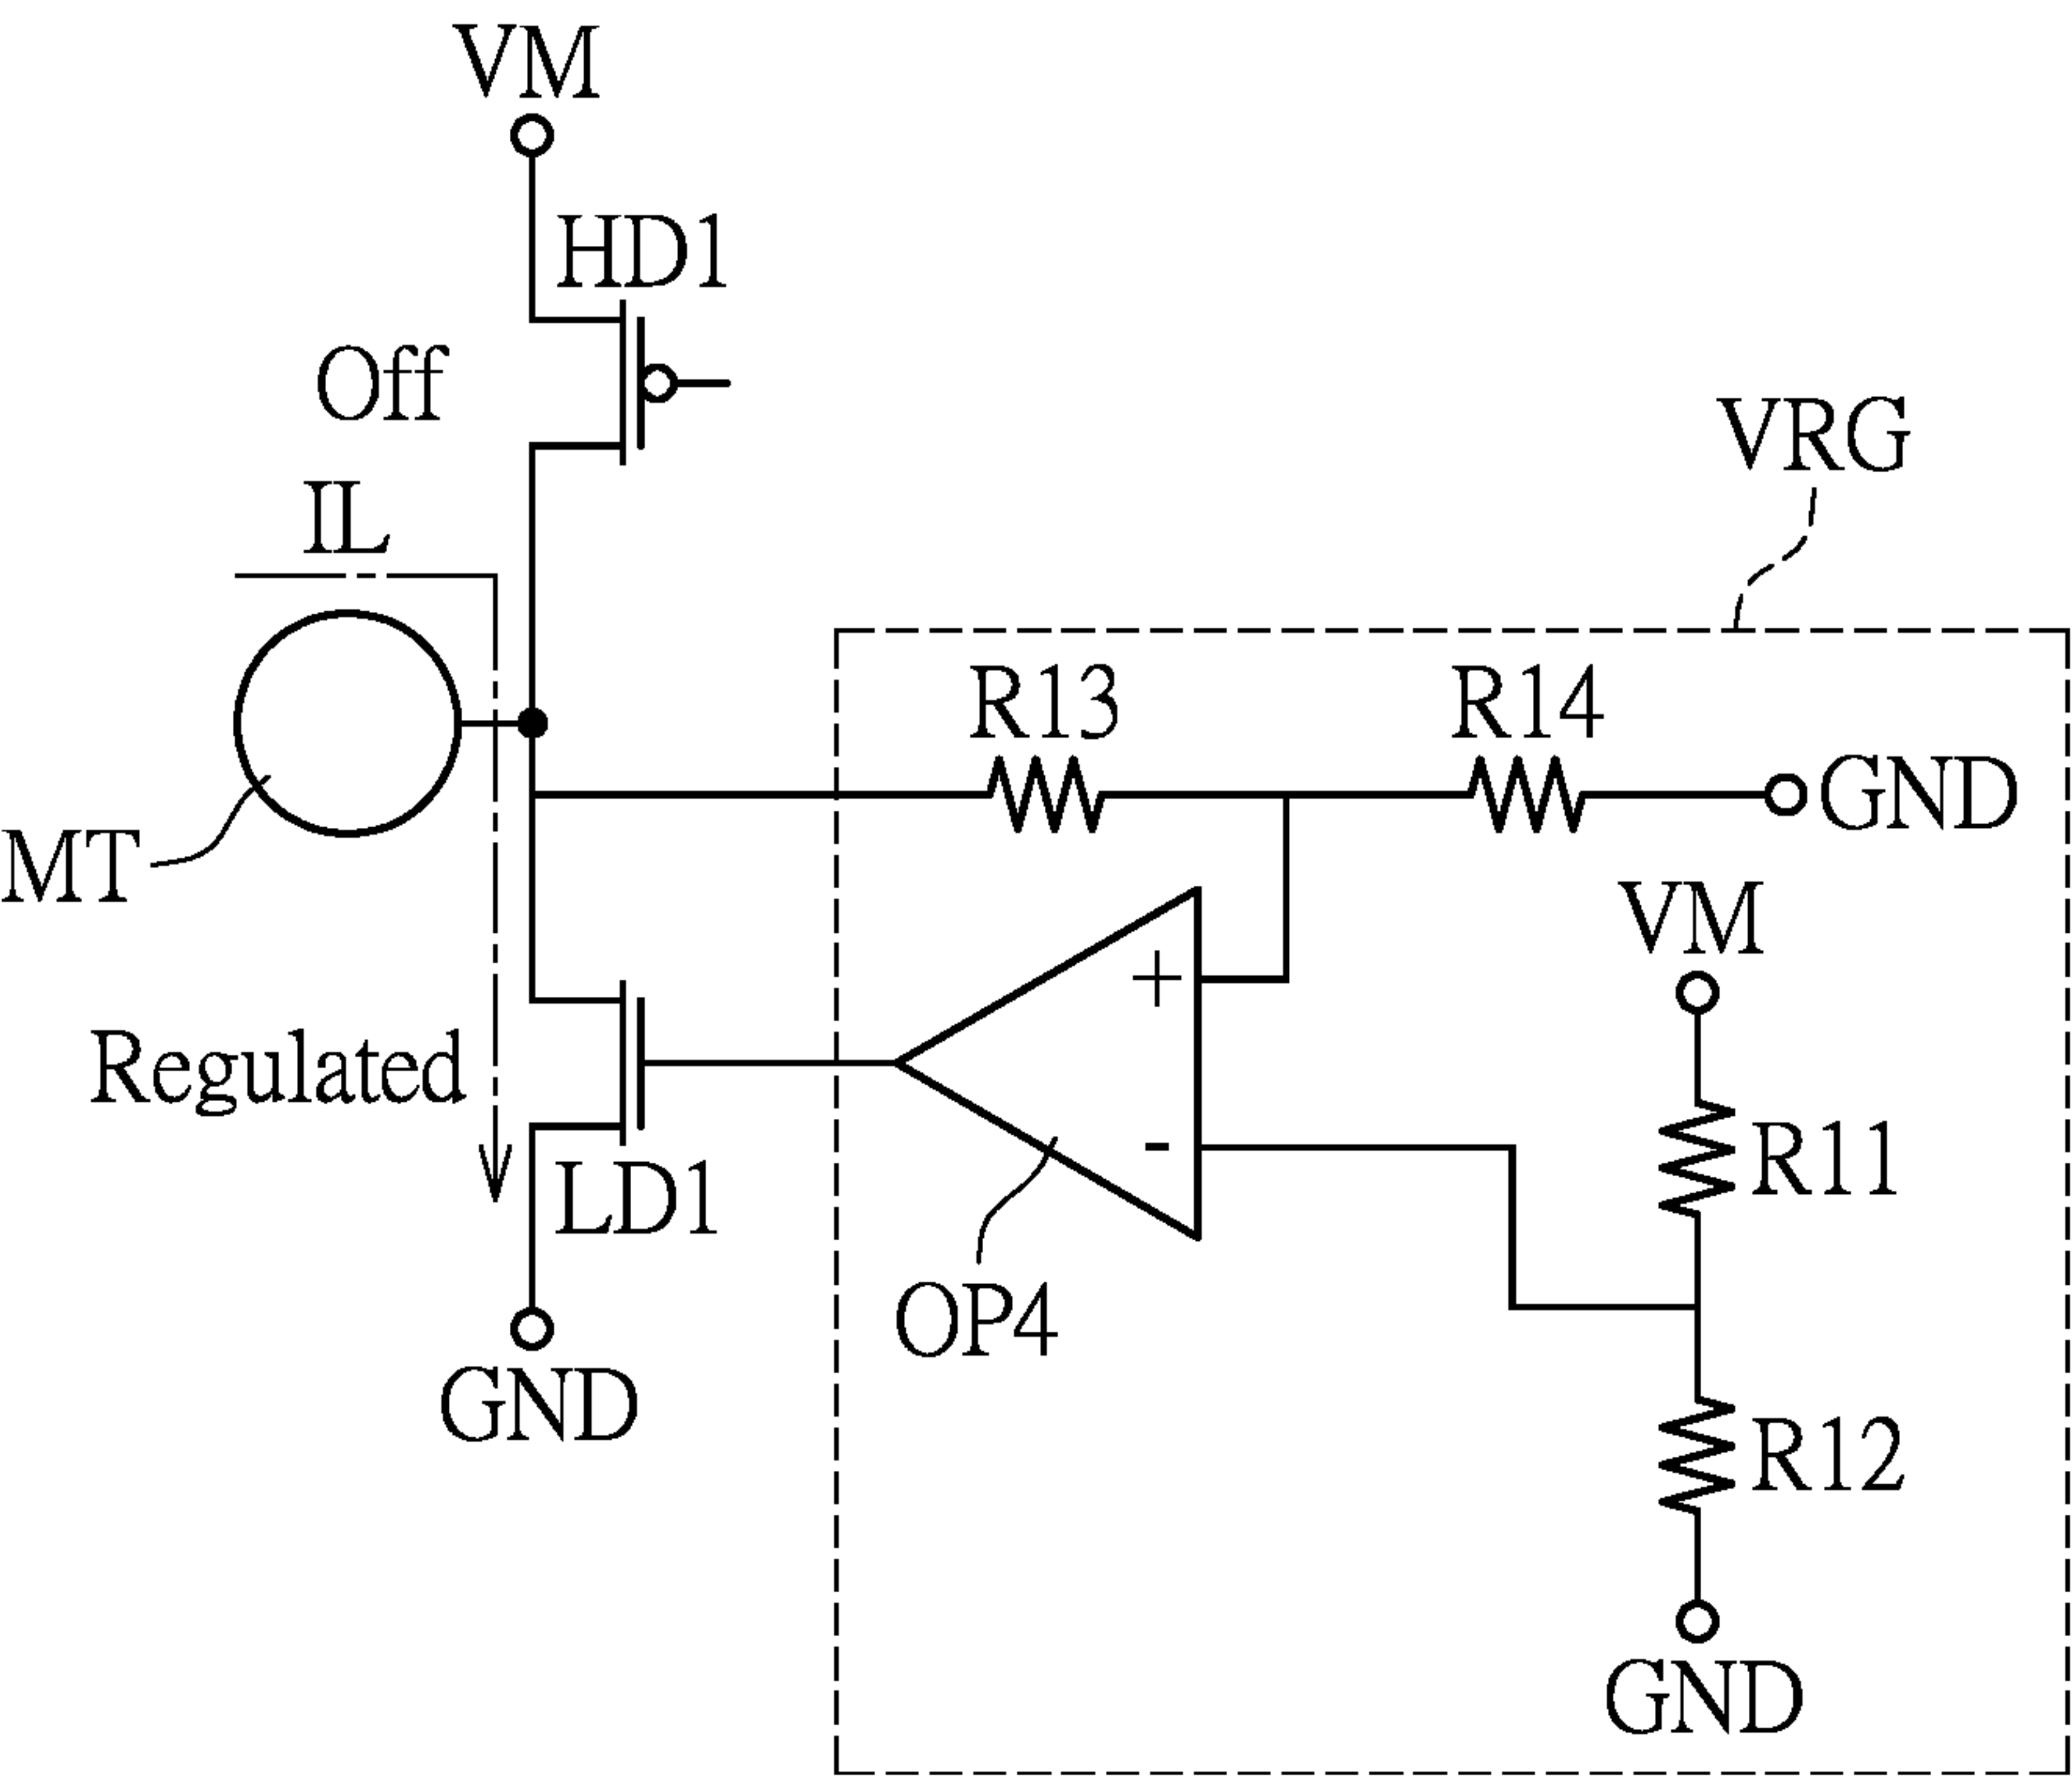 VM
HD1
Off
VRG
IL
R13
R14
GND
MT
VM
+
Regulated
R11
-
LD1
OP4
GND
R12
GND